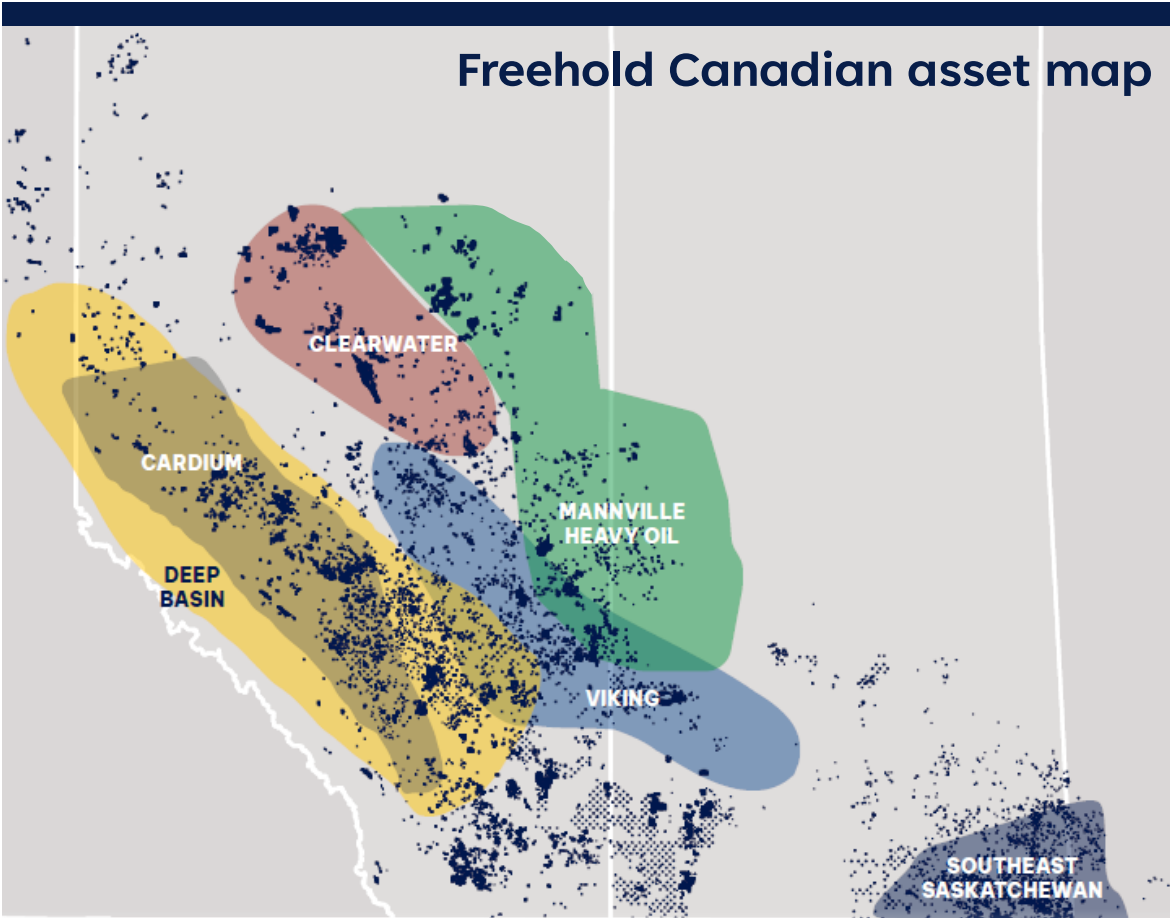 Freehold Canadian asset map
CLEARWATER
CARDIUM
MANNVILLE
HEAVY OIL
DEEP
BASIN
VIKING
SOUTHEAST
SASKATCHEWAN